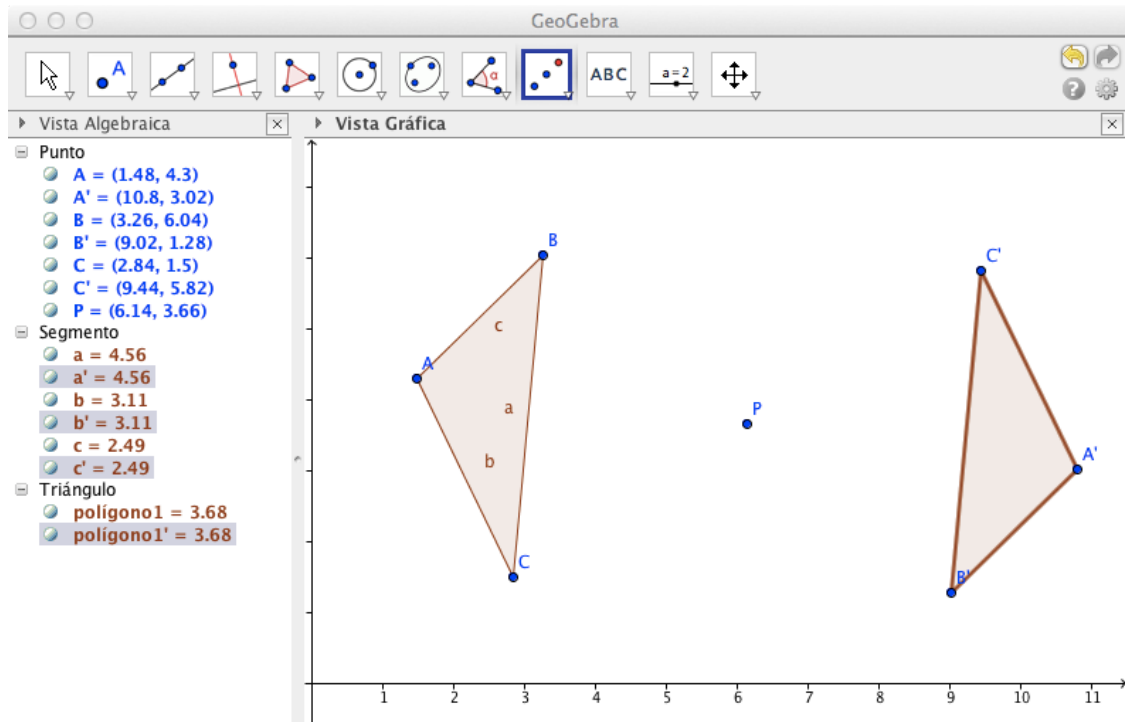 GeoGebra
A
α
ABC
a=2
Vista Algebraica
Vista Gráfica
Punto
A = (1.48, 4.3)
A' = (10.8, 3.02)
B = (3.26, 6.04)
B' = (9.02, 1.28)
C = (2.84, 1.5)
C' = (9.44, 5.82)
P = (6.14, 3.66)
Segmento
a = 4.56
a' = 4.56
b = 3.11
b' = 3.11
c = 2.49
c' = 2.49
Triángulo
polígono1 = 3.68
polígono1' = 3.68
B
C'
c
A
a
P
b
A'
C
B'
1 2 3 4 5 6 7 8 9 10 11